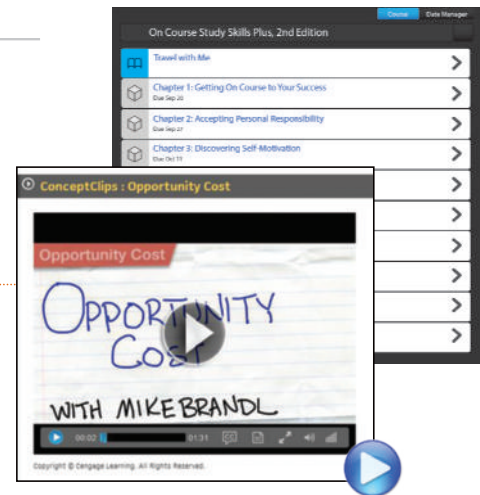 Course Data Manager
On Course Study Skills Plus, 2nd Edition
Travel with Me
Chapter 1: Getting On Course to Your Success
Due Sep 20
Chapter 2: Accepting Personal Responsibility
Due Sep 27
Chapter 3: Discovering Self-Motivation
Due Oct 11
ConceptClips : Opportunity Cost
Opportunity Cost
OPPORTUNITY
COST
WITH MIKE BRANDL
00:02 01:31
Copyright © Cengage Learning. All Rights Reserved.